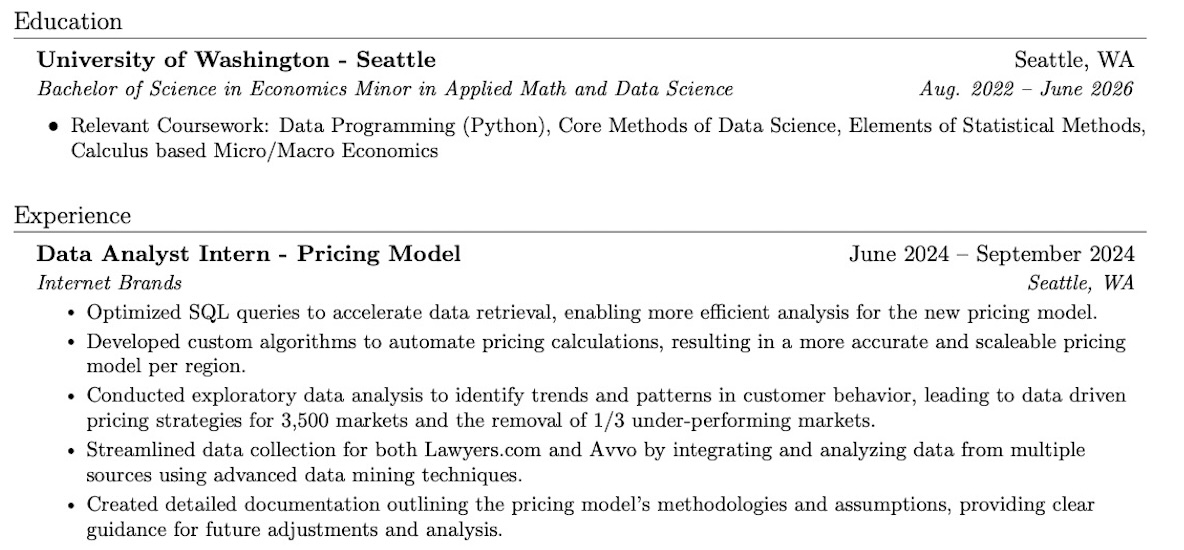 Education
University of Washington - Seattle Seattle, WA
Bachelor of Science in Economics Minor in Applied Math and Data Science Aug. 2022 – June 2026
● Relevant Coursework: Data Programming (Python), Core Methods of Data Science, Elements of Statistical Methods,
Calculus based Micro/Macro Economics
Experience
Data Analyst Intern - Pricing Model June 2024 – September 2024
Internet Brands Seattle, WA
• Optimized SQL queries to accelerate data retrieval, enabling more efficient analysis for the new pricing model.
• Developed custom algorithms to automate pricing calculations, resulting in a more accurate and scaleable pricing
model per region.
• Conducted exploratory data analysis to identify trends and patterns in customer behavior, leading to data driven
pricing strategies for 3,500 markets and the removal of 1/3 under-performing markets.
• Streamlined data collection for both Lawyers.com and Avvo by integrating and analyzing data from multiple
sources using advanced data mining techniques.
• Created detailed documentation outlining the pricing model's methodologies and assumptions, providing clear
guidance for future adjustments and analysis.